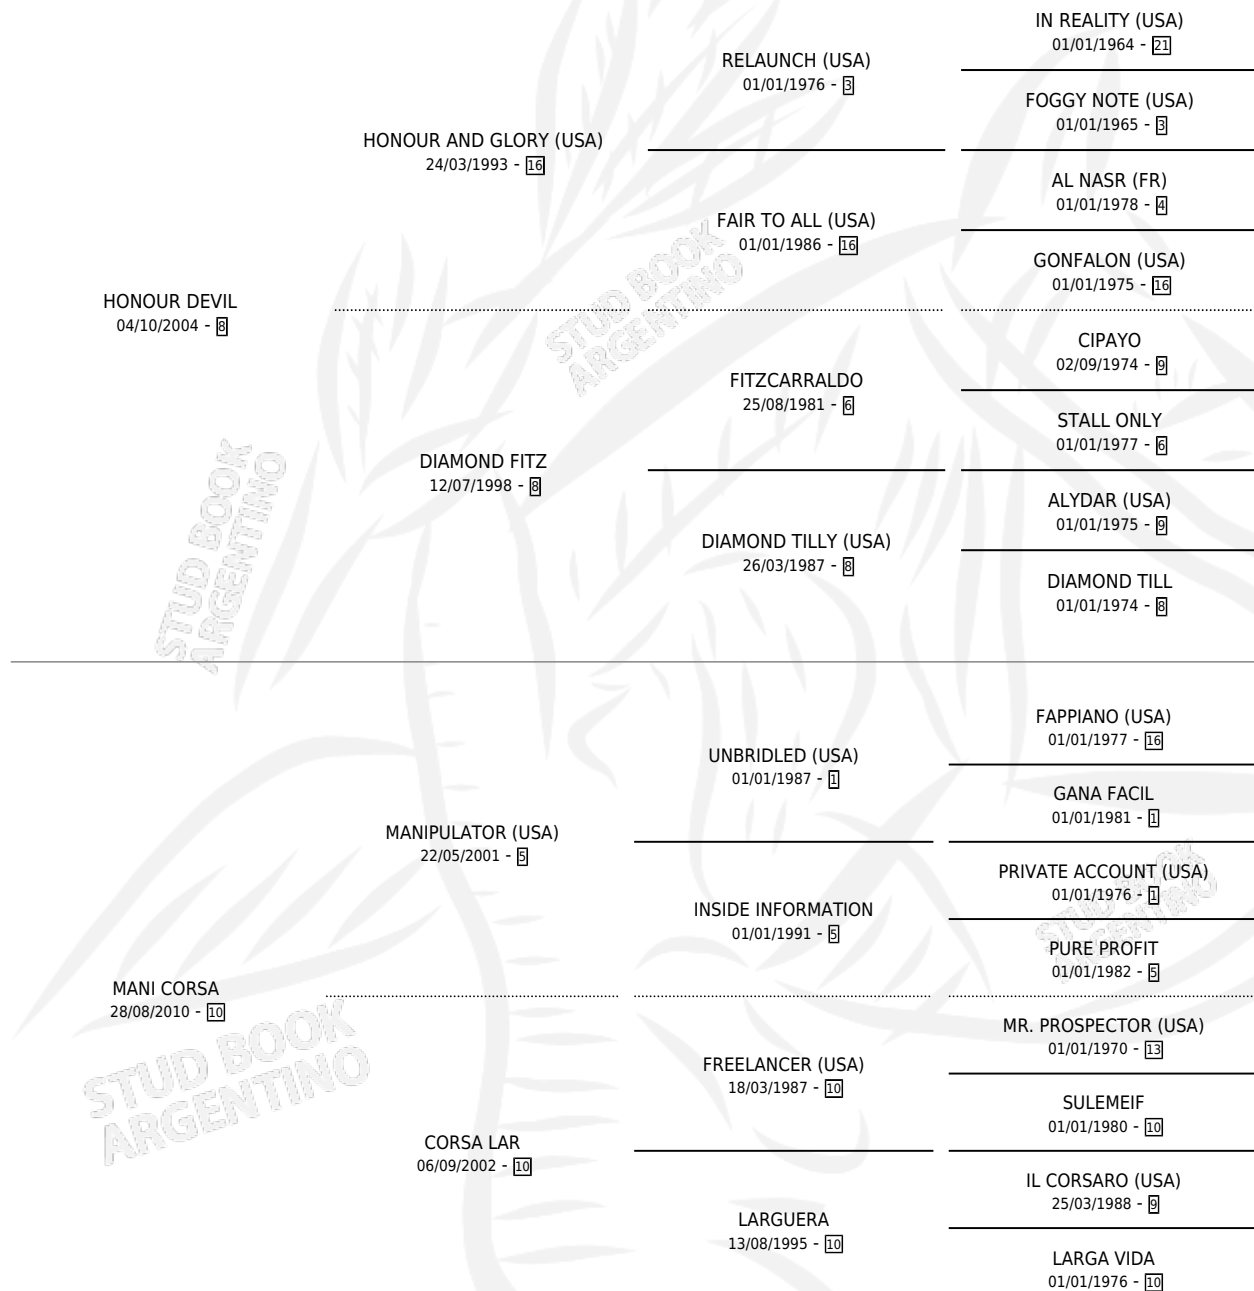 IN REALITY (USA)
01/01/1964 - 21
RELAUNCH (USA)
01/01/1976 - 3
FOGGY NOTE (USA)
01/01/1965 - 3
HONOUR AND GLORY (USA)
24/03/1993 - 16
AL NASR (FR)
01/01/1978 - 4
FAIR TO ALL (USA)
01/01/1986 - 16
GONFALON (USA)
01/01/1975 - 16
HONOUR DEVIL
04/10/2004 - 8
CIPAYO
02/09/1974 - 9
FITZCARRALDO
25/08/1981 - 6
STALL ONLY
01/01/1977 - 6
DIAMOND FITZ
12/07/1998 - 8
ALYDAR (USA)
01/01/1975 - 9
DIAMOND TILLY (USA)
26/03/1987 - 8
DIAMOND TILL
01/01/1974 - 8
FAPPIANO (USA)
01/01/1977 - 16
UNBRIDLED (USA)
01/01/1987 - 1
GANA FACIL
01/01/1981 - 1
MANIPULATOR (USA)
22/05/2001 - 5
PRIVATE ACCOUNT (USA)
01/01/1976 - 1
INSIDE INFORMATION
01/01/1991 - 5
PURE PROFIT
01/01/1982 - 5
MANI CORSA
28/08/2010 - 10
MR. PROSPECTOR (USA)
01/01/1970 - 13
FREELANCER (USA)
18/03/1987 - 10
SULEMEIF
01/01/1980 - 10
CORSA LAR
06/09/2002 - 10
IL CORSARO (USA)
25/03/1988 - 9
LARGUERA
13/08/1995 - 10
LARGA VIDA
01/01/1976 - 10
STUD BOOK
ARGENTINO
STUD BOOK
ARGENTINO
STUD BOOK
ARGENTINO
STUD BOOK
ARGENTINO